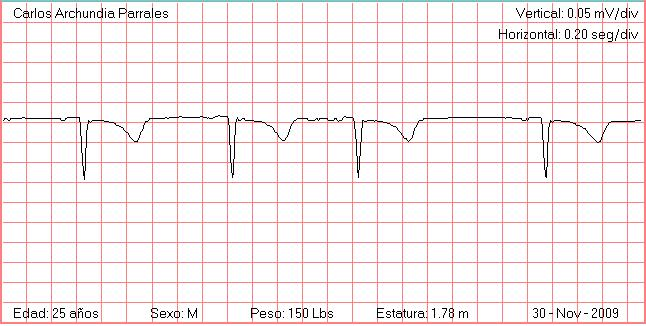 Carlos Archundia Parrales
Vertical: 0.05 mV/div
Horizontal: 0.20 seg/div
Edad: 25 años Sexo: M Peso: 150 Lbs Estatura: 1.78 m 30 - Nov - 2009